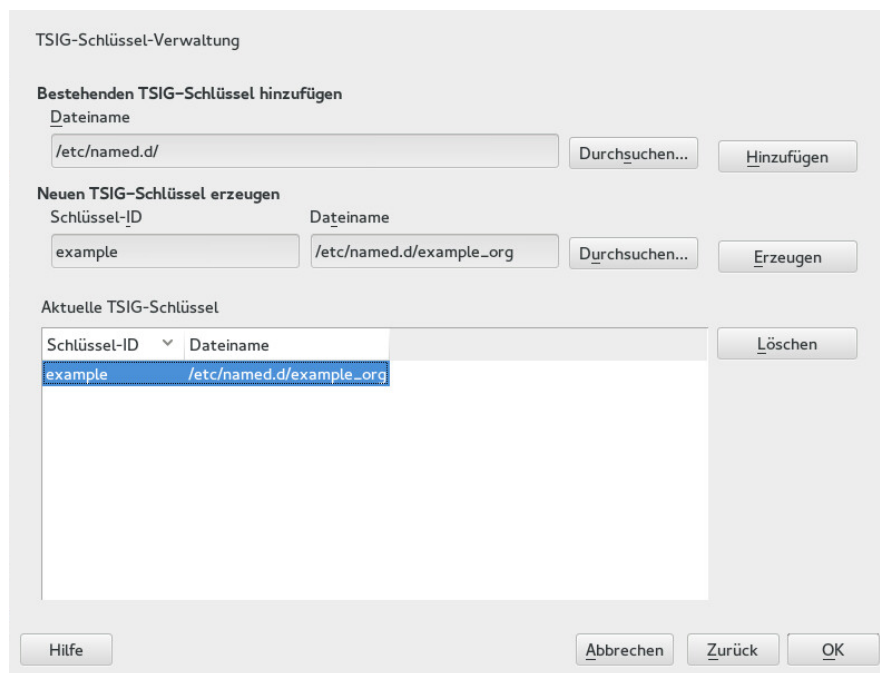 TSIG-Schlüssel-Verwaltung
Bestehenden TSIG-Schlüssel hinzufügen
Dateiname
/etc/named.d/ Durchsuchen... Hinzufügen
Neuen TSIG-Schlüssel erzeugen
Schlüssel-ID Dateiname
example /etc/named.d/example_org Durchsuchen... Erzeugen
Aktuelle TSIG-Schlüssel
Schlüssel-ID Dateiname Löschen
example /etc/named.d/example_org
Hilfe Abbrechen Zurück OK